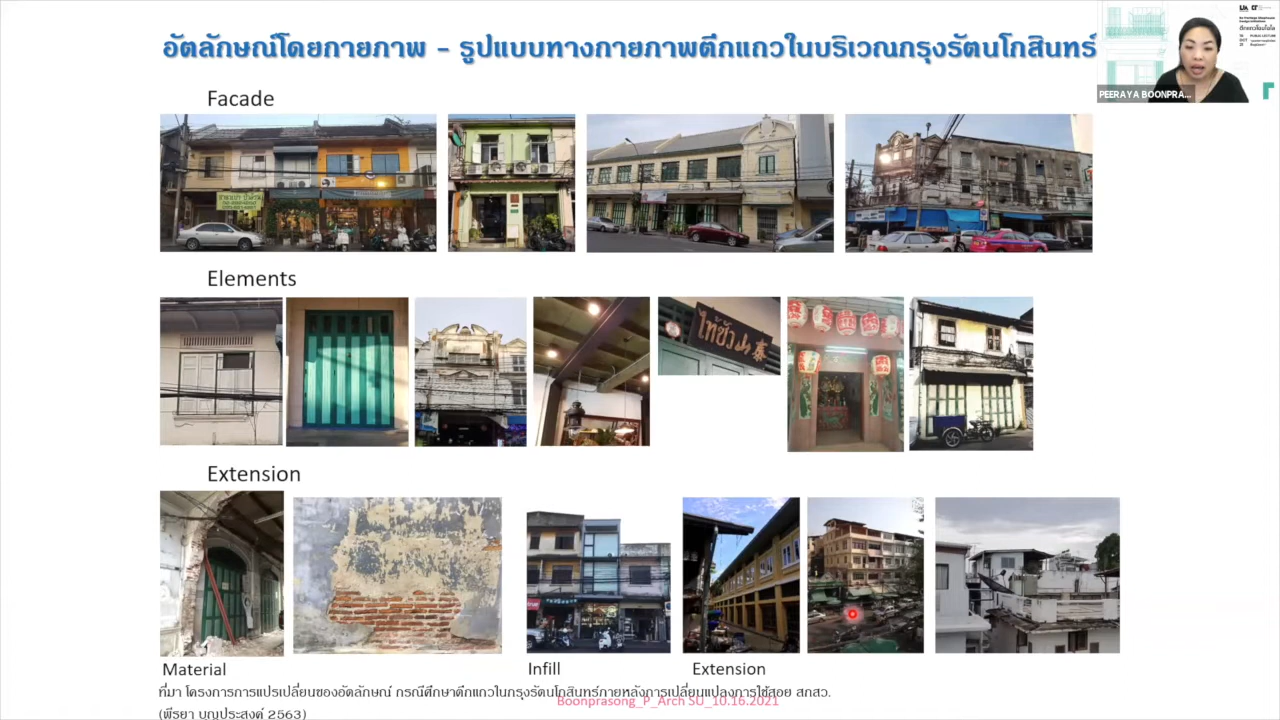 อัตลักษณ์โดยกายภาพ – รูปแบบทางกายภาพตึกแถวในบริเวณกรุงรัตนโกสินทร์
PEERAYA BOONPRA...
Facade
Elements
ไท้ซัว
Extension
Material
Infill
Extension
ที่มา โครงการการแปรเปลี่ยนของอัตลักษณ์ กรณีศึกษาตึกแถวในกรุงรัตนโกสินทร์ภายหลังการเปลี่ยนแปลงการใช้สอย สกสว.
Boonprasong_P_Arch SU_10.16.2021
(พีรยา บุญประสงค์ 2563)